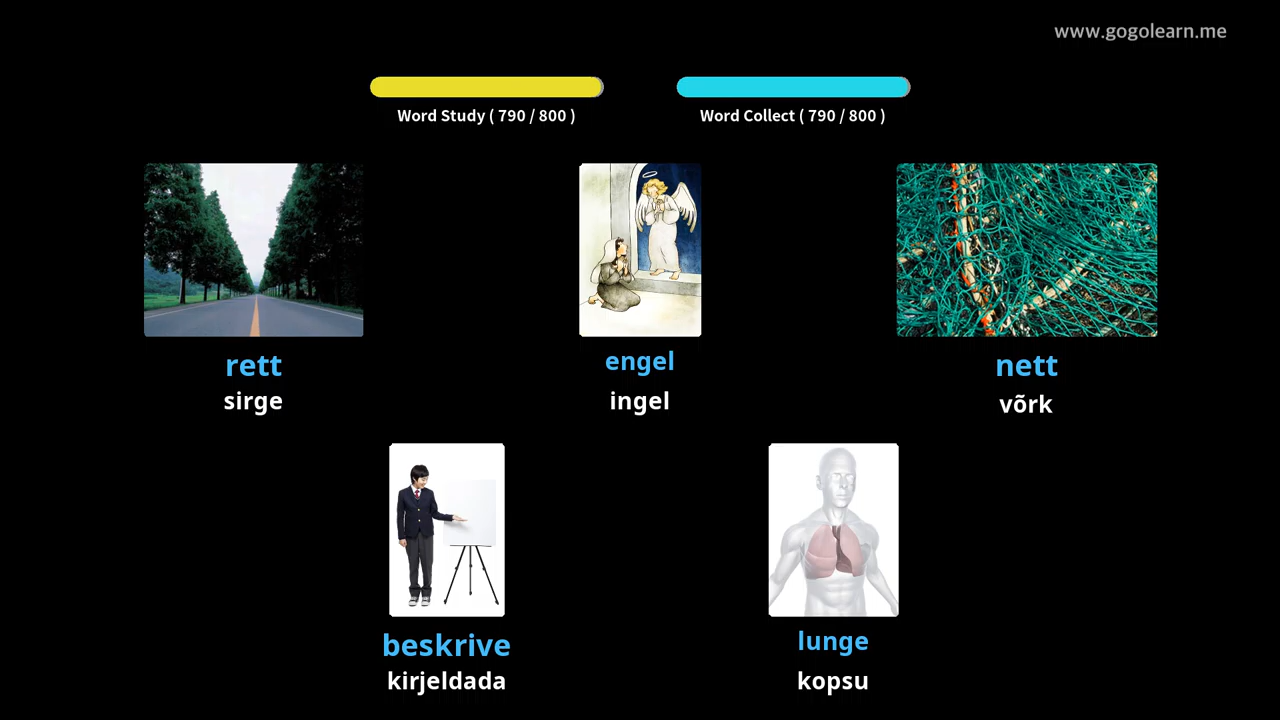 www.gogolearn.me
Word Study ( 790 / 800 )
Word Collect ( 790 / 800 )
rett
sirge
engel
ingel
nett
võrk
beskrive
kirjeldada
lunge
kopsu